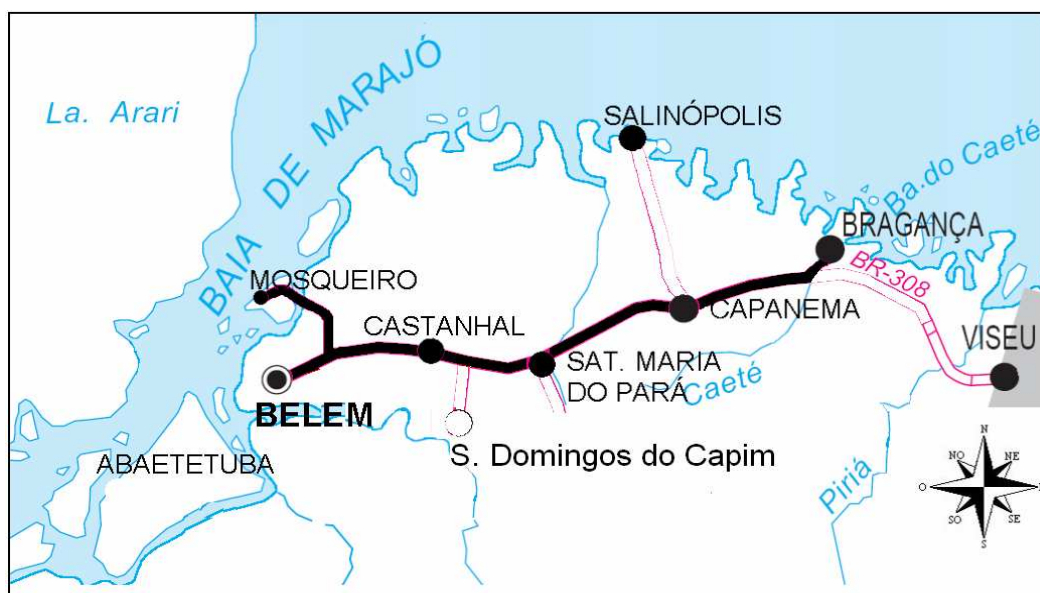 La. Arari
BAIA DE MARAJÓ
SALINÓPOLIS
Ba.do Caeté
BRAGANÇA
BR-308
MOSQUEIRO
CASTANHAL
CAPANEMA
VISEU
SAT. MARIA
DO PARÁ
Caeté
BELEM
ABAETETUBA
S. Domingos do Capim
Piriá
N
NO
NE
O
SO
SE
S